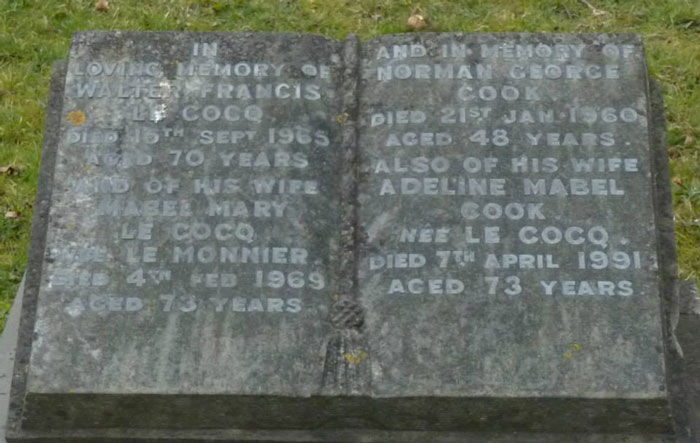 IN
LOVING MEMORY OF
WALTER FRANCIS
LE COCQ
DIED 16TH SEPT 1965
AGED 70 YEARS
AND OF HIS WIFE
MABEL MARY
LE COCQ
NÉE LE MONNIER.
DIED 4TH FEB 1969
AGED 73 YEARS.
AND IN MEMORY OF
NORMAN GEORGE
COOK
DIED 21ST JAN 1960
AGED 48 YEARS.
ALSO OF HIS WIFE
ADELINE MABEL
COOK
NÉE LE COCQ.
DIED 7TH APRIL 1991
AGED 73 YEARS.